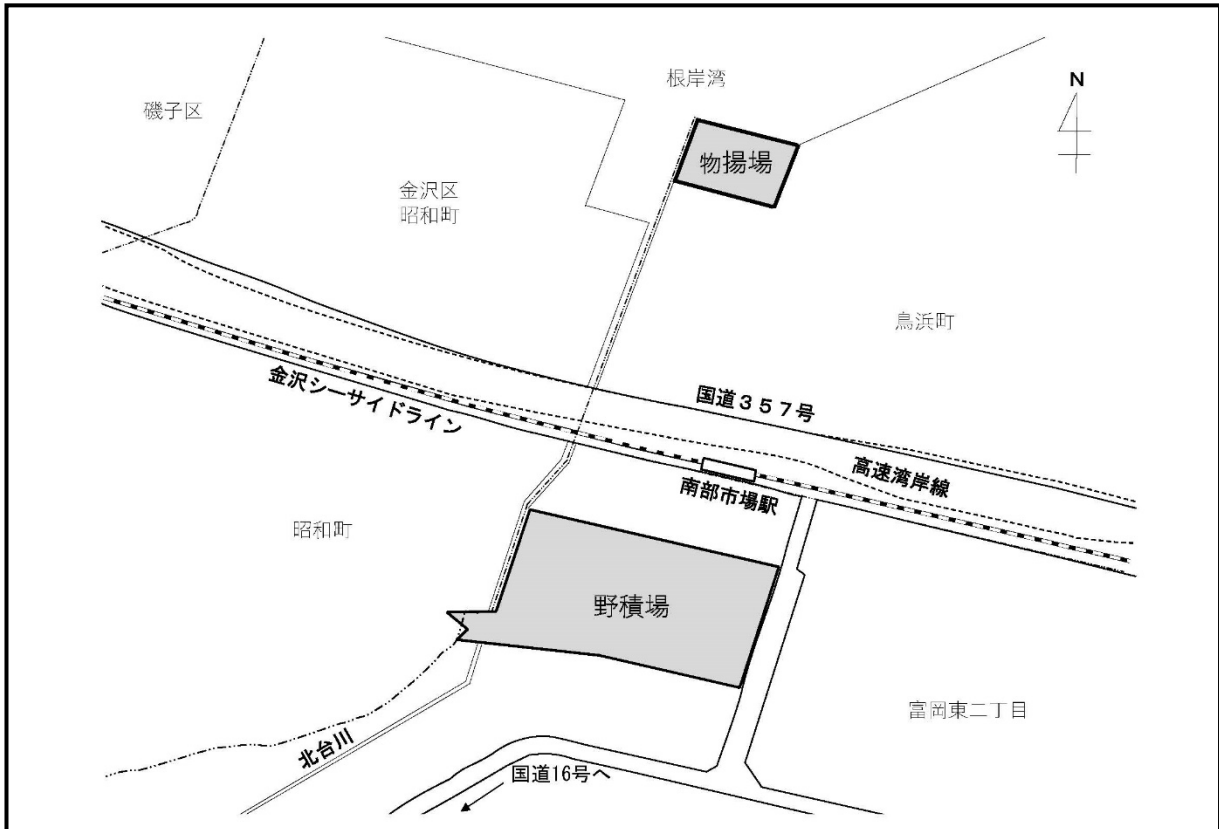 根岸湾
N
磯子区
物揚場
金沢区
昭和町
鳥浜町
国道３５７号
金沢シーサイドライン
高速湾岸線
南部市場駅
昭和町
野積場
富岡東二丁目
北台川
国道16号へ